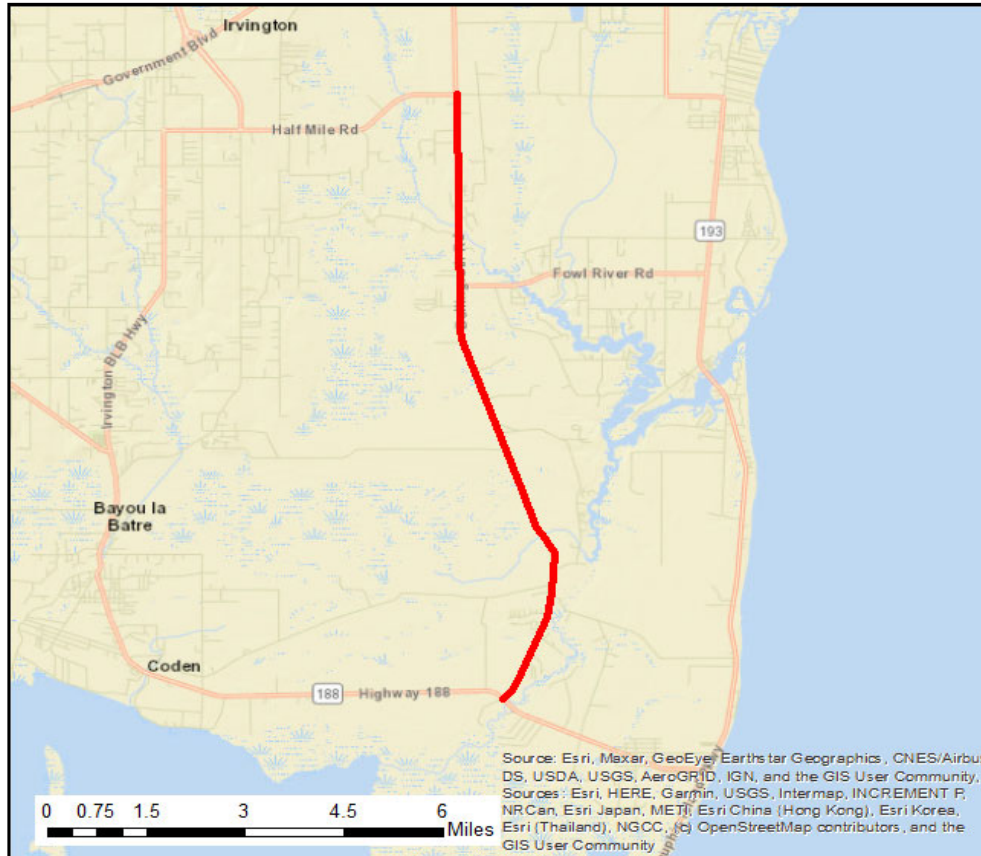 Irvington
Government Blvd
Half Mile Rd
193
Fowl River Rd
Irvington BLB Hwy
Bayou la
Batre
Coden
188
Highway 188
0 0.75 1.5 3 4.5 6
Miles
Source: Esri, Maxar, GeoEye, Earthstar Geographics, CNES/Airbus
DS, USDA, USGS, AeroGRID, IGN, and the GIS User Community,
Sources: Esri, HERE, Garmin, USGS, Intermap, INCREMENT P,
NRCan, Esri Japan, METI, Esri China (Hong Kong), Esri Korea,
Esri (Thailand), NGCC, (c) OpenStreetMap contributors, and the
GIS User Community